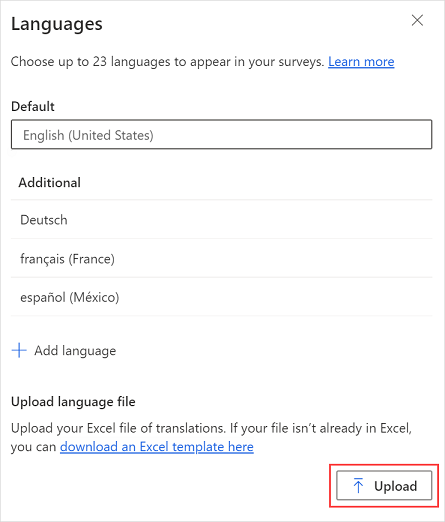 Languages
Choose up to 23 languages to appear in your surveys. Learn more
Default
English (United States)
Additional
Deutsch
français (France)
español (México)
Add language
Upload language file
Upload your Excel file of translations. If your file isn't already in Excel,
you can download an Excel template here
Upload